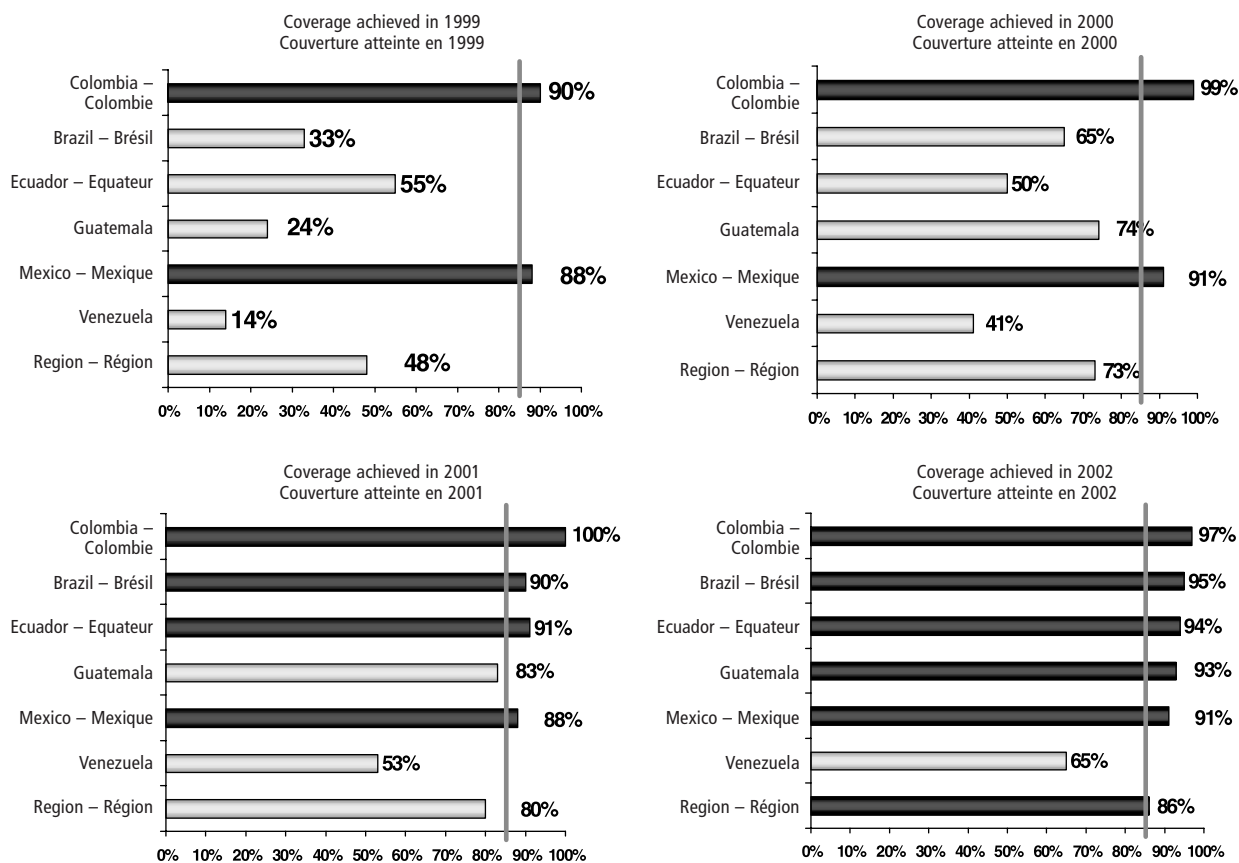 Coverage achieved in 1999
Couverture atteinte en 1999
Colombia –
Colombie
90%
Brazil – Brésil
33%
Ecuador – Equateur
55%
Guatemala
24%
Mexico – Mexique
88%
Venezuela
14%
Region – Région
48%
0% 10% 20% 30% 40% 50% 60% 70% 80% 90% 100%
Coverage achieved in 2000
Couverture atteinte en 2000
Colombia –
Colombie
99%
Brazil – Brésil
65%
Ecuador – Equateur
50%
Guatemala
74%
Mexico – Mexique
91%
Venezuela
41%
Region – Région
73%
0% 10% 20% 30% 40% 50% 60% 70% 80% 90% 100%
Coverage achieved in 2001
Couverture atteinte en 2001
Colombia –
Colombie
100%
Brazil – Brésil
90%
Ecuador – Equateur
91%
Guatemala
83%
Mexico – Mexique
88%
Venezuela
53%
Region – Région
80%
0% 10% 20% 30% 40% 50% 60% 70% 80% 90% 100%
Coverage achieved in 2002
Couverture atteinte en 2002
Colombia –
Colombie
97%
Brazil – Brésil
95%
Ecuador – Equateur
94%
Guatemala
93%
Mexico – Mexique
91%
Venezuela
65%
Region – Région
86%
0% 10% 20% 30% 40% 50% 60% 70% 80% 90% 100%